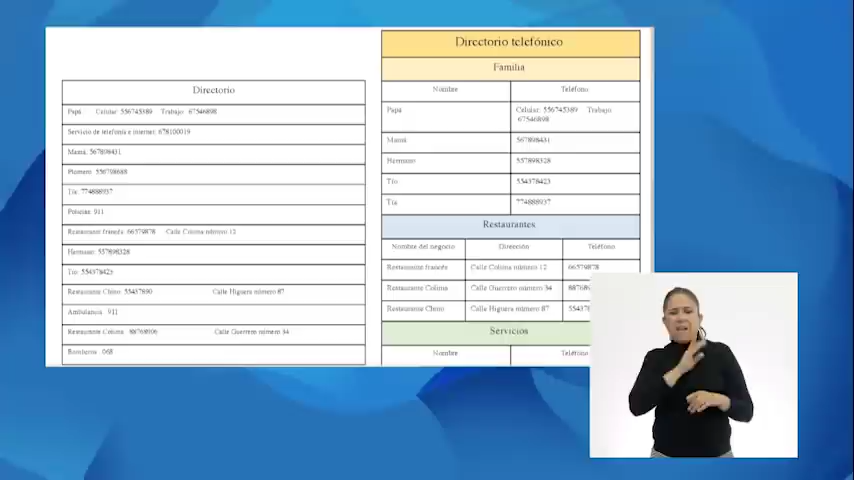 Directorio
Papá Celular: 556745389 Trabajo: 67546898
Servicio de telefonía e internet: 678100019
Mamá: 567898431
Plomero: 556798688
Tía: 774888937
Policías: 911
Restaurante francés: 66579878 Calle Colima número 12
Hermano: 557898328
Tío: 554378423
Restaurante Chino: 55437890 Calle Higuera número 87
Ambulancia: 911
Restaurante Colima: 88768906 Calle Guerrero número 34
Bomberos: 068
Directorio telefónico
Familia
Nombre Teléfono
Papá Celular: 556745389 Trabajo:
67546898
Mamá 567898431
Hermano 557898328
Tío 554378423
Tía 774888937
Restaurantes
Nombre del negocio Dirección Teléfono
Restaurante francés Calle Colima número 12 66579878
Restaurante Colima Calle Guerrero número 34
Restaurante Chino Calle Higuera número 87
Servicios
Nombre Teléfono